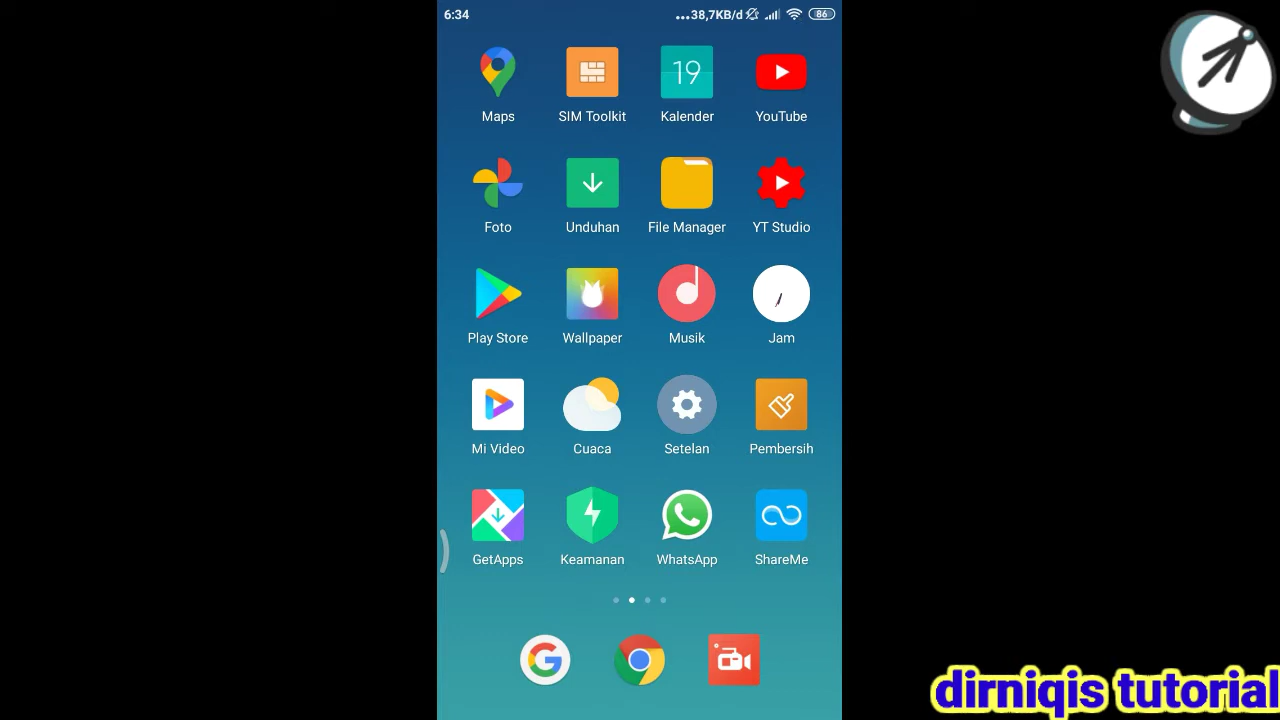 6:34 ...38,7KB/d 86
19
Maps SIM Toolkit Kalender YouTube
Foto Unduhan File Manager YT Studio
Play Store Wallpaper Musik Jam
Mi Video Cuaca Setelan Pembersih
GetApps Keamanan WhatsApp ShareMe
dirniqis tutorial